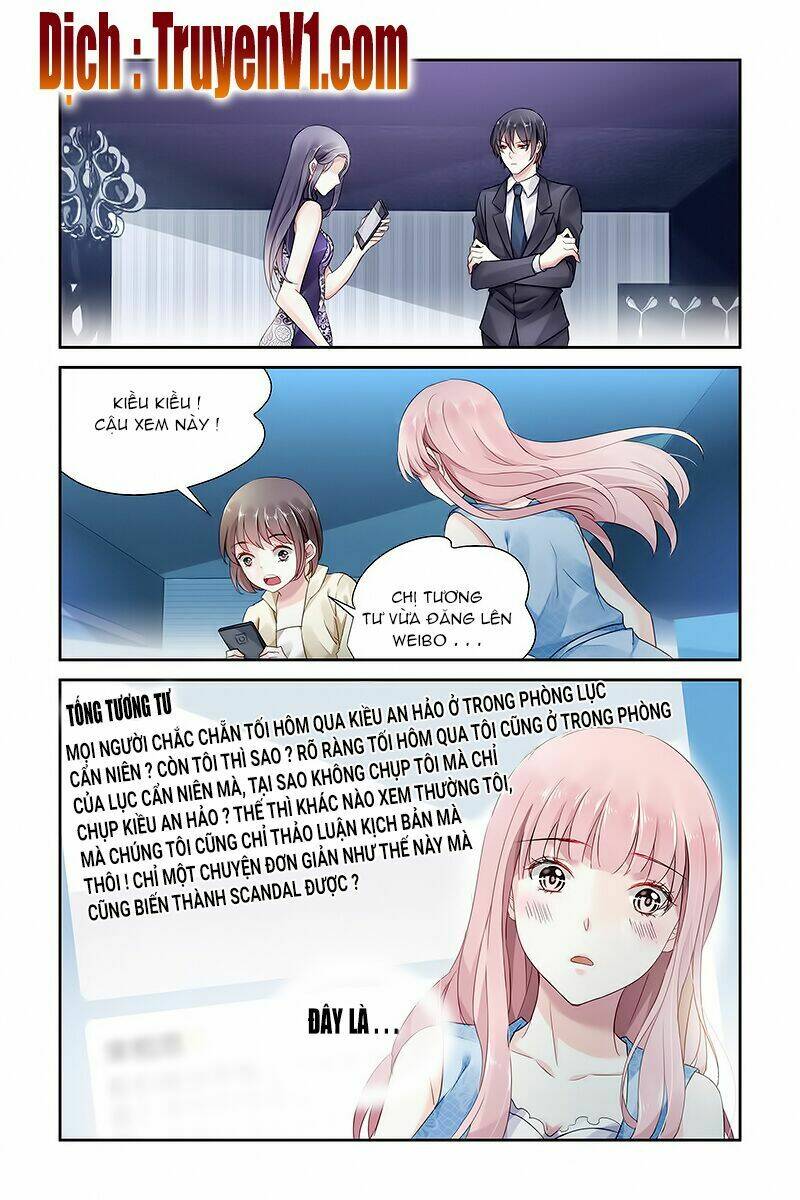 Dịch : TruyenV1.com
KIỀU KIỀU !
CẬU XEM NÀY !
CHỊ TƯƠNG
TƯ VỪA ĐĂNG LÊN
WEIBO . . .
TỐNG TƯƠNG TƯ
MỌI NGƯỜI CHẮC CHẮN TỐI HÔM QUA KIỀU AN HẢO Ở TRONG PHÒNG LỤC
CẨN NIÊN ? CÒN TÔI THÌ SAO ? RÕ RÀNG TỐI HÔM QUA TÔI CŨNG Ở TRONG PHÒNG
CỦA LỤC CẨN NIÊN MÀ, TẠI SAO KHÔNG CHỤP TÔI MÀ CHỈ
CHỤP KIỀU AN HẢO ? THẾ THÌ KHÁC NÀO XEM THƯỜNG TÔI,
MÀ CHÚNG TÔI CŨNG CHỈ THẢO LUẬN KỊCH BẢN MÀ
THÔI ! CHỈ MỘT CHUYỆN ĐƠN GIẢN NHƯ THẾ NÀY MÀ
CŨNG BIẾN THÀNH SCANDAL ĐƯỢC ?
ĐÂY LÀ . . .